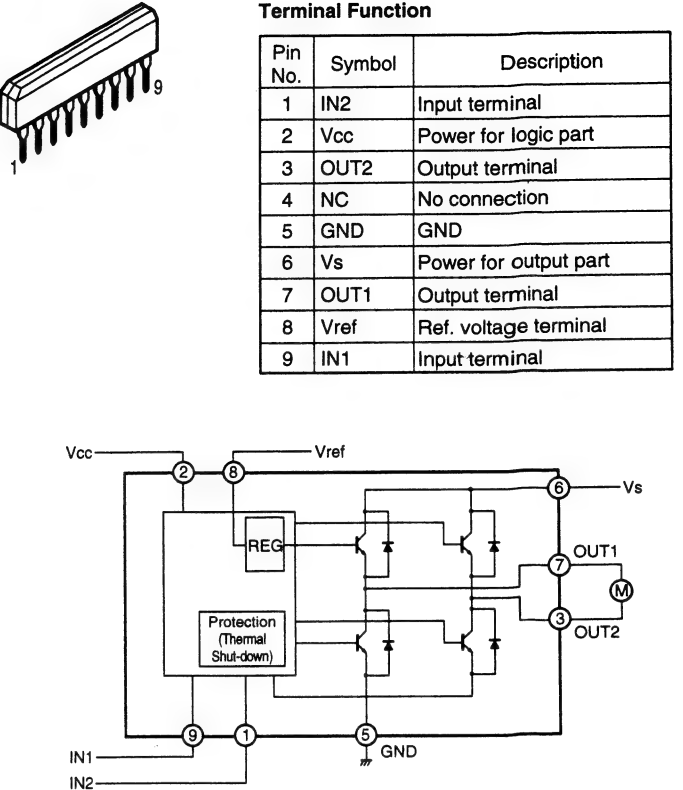 Terminal Function
Pin No. Symbol Description
1 IN2 Input terminal
2 Vcc Power for logic part
3 OUT2 Output terminal
4 NC No connection
5 GND GND
6 Vs Power for output part
7 OUT1 Output terminal
8 Vref Ref. voltage terminal
9 IN1 Input terminal
9
1
Vcc
Vref
2
8
6
Vs
REG
7
OUT1
M
Protection
(Thermal
Shut-down)
3
OUT2
9
1
5
GND
IN1
IN2